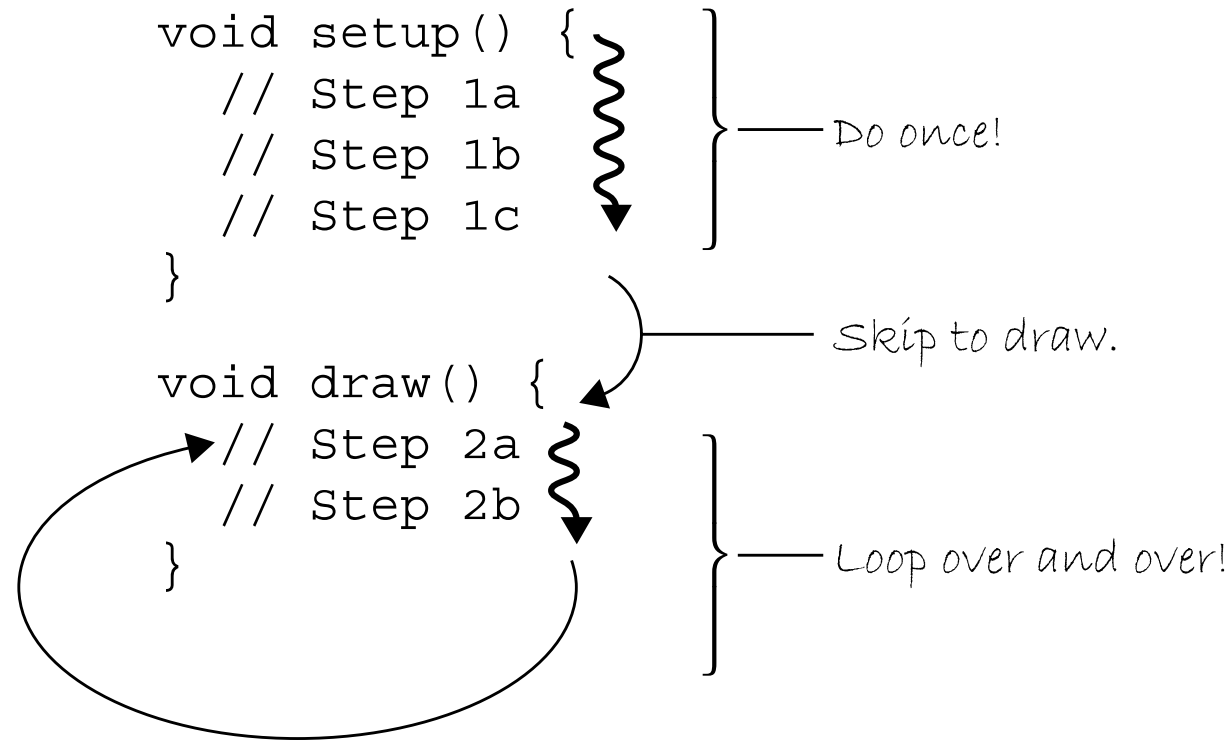 void setup() {
// Step 1a
// Step 1b
// Step 1c
}
Do once!
Skip to draw.
void draw() {
// Step 2a
// Step 2b
}
Loop over and over!